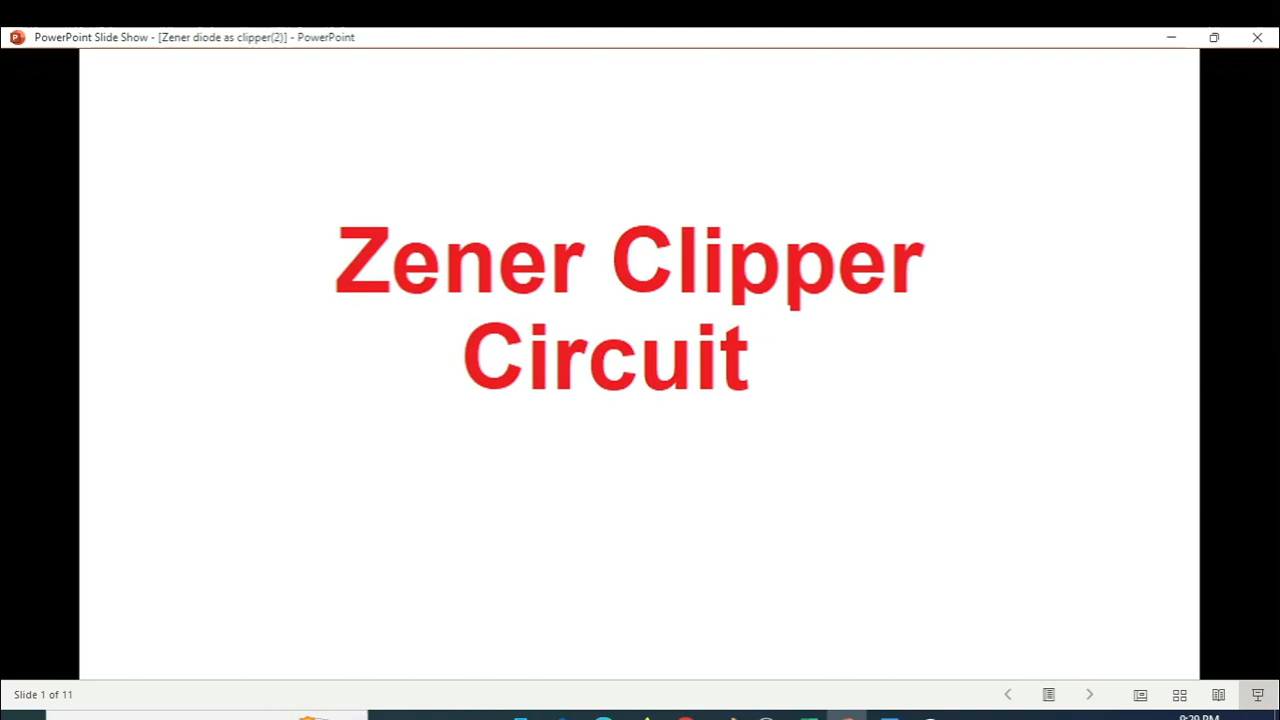 PowerPoint Slide Show - [Zener diode as clipper(2)] - PowerPoint
Zener Clipper
Circuit
Slide 1 of 11